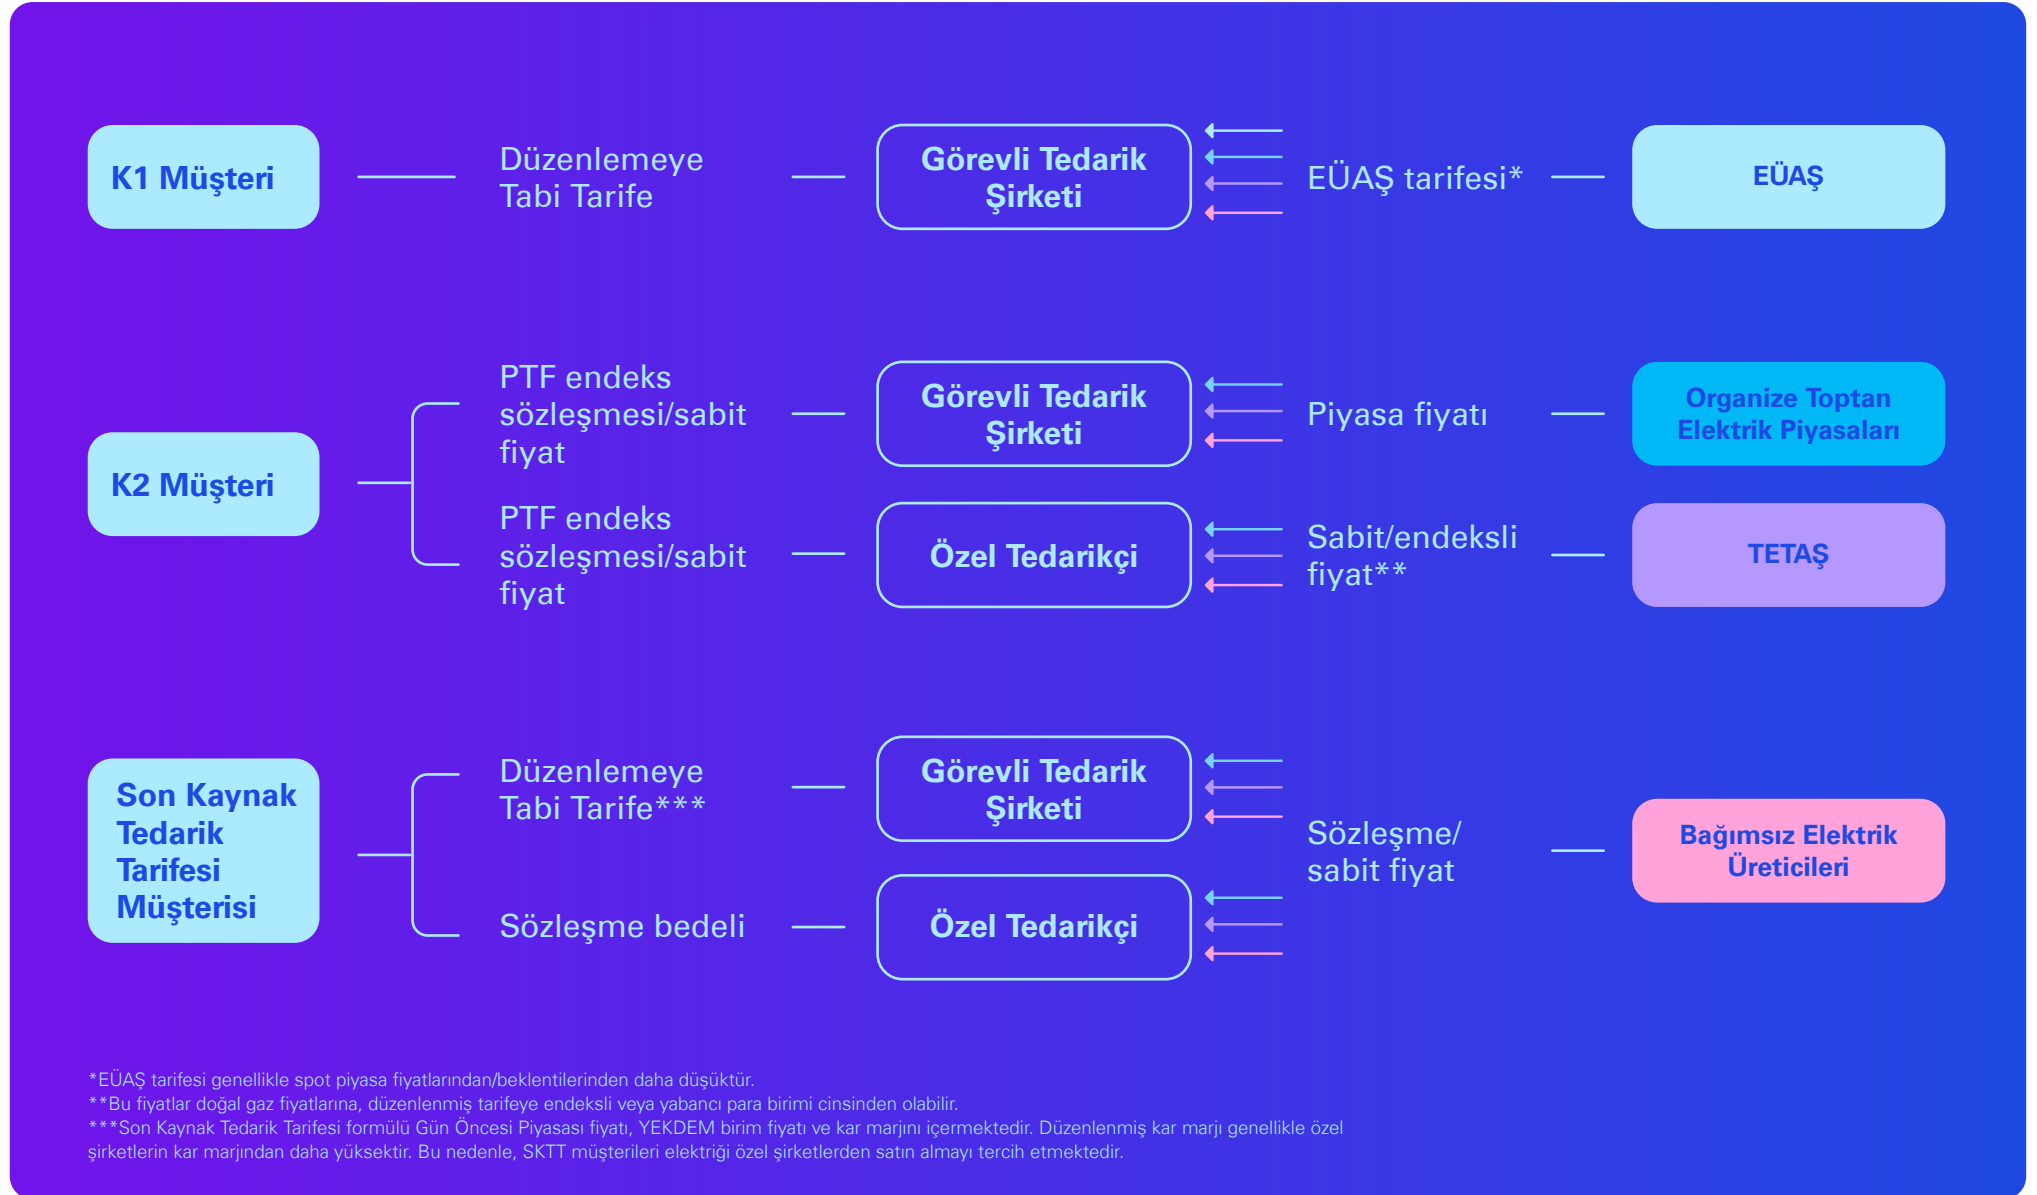 K1 Müşteri
Düzenlemeye
Tabi Tarife
Görevli Tedarik
Şirketi
EÜAŞ tarifesi*
EÜAŞ
K2 Müşteri
PTF endeks
sözleşmesi/sabit
fiyat
Görevli Tedarik
Şirketi
Piyasa fiyatı
Organize Toptan
Elektrik Piyasaları
PTF endeks
sözleşmesi/sabit
fiyat
Özel Tedarikçi
Sabit/endeksli
fiyat**
TETAŞ
Son Kaynak
Tedarik
Tarifesi
Müşterisi
Düzenlemeye
Tabi Tarife***
Görevli Tedarik
Şirketi
Sözleşme/
sabit fiyat
Bağımsız Elektrik
Üreticileri
Sözleşme bedeli
Özel Tedarikçi
*EÜAŞ tarifesi genellikle spot piyasa fiyatlarından/beklentilerinden daha düşüktür.
**Bu fiyatlar doğal gaz fiyatlarına, düzenlenmiş tarifeye endeksli veya yabancı para birimi cinsinden olabilir.
***Son Kaynak Tedarik Tarifesi formülü Gün Öncesi Piyasası fiyatı, YEKDEM birim fiyatı ve kar marjını içermektedir. Düzenlenmiş kar marjı genellikle özel
şirketlerin kar marjından daha yüksektir. Bu nedenle, SKTT müşterileri elektriği özel şirketlerden satın almayı tercih etmektedir.